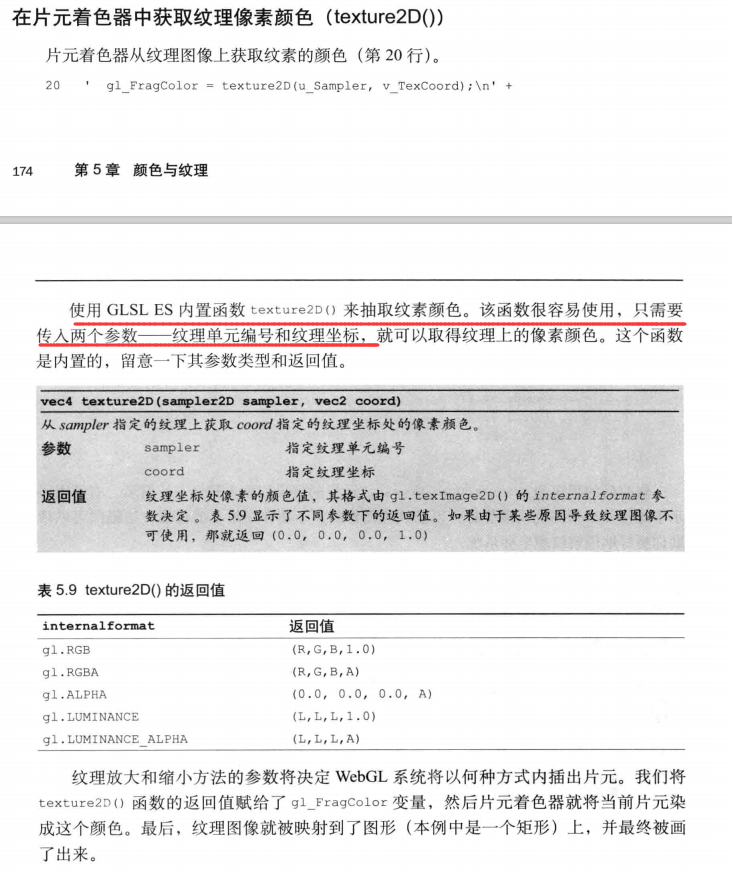 在片元着色器中获取纹理像素颜色（texture2D()）
片元着色器从纹理图像上获取纹素的颜色（第 20 行）。
20 ' gl_FragColor = texture2D(u_Sampler, v_TexCoord);\n' +
174 第 5 章 颜色与纹理
使用 GLSL ES 内置函数 texture2D() 来抽取纹素颜色。该函数很容易使用，只需要
传入两个参数——纹理单元编号和纹理坐标，就可以取得纹理上的像素颜色。这个函数
是内置的，留意一下其参数类型和返回值。
vec4 texture2D(sampler2D sampler, vec2 coord)
从 sampler 指定的纹理上获取 coord 指定的纹理坐标处的像素颜色。
参数 sampler 指定纹理单元编号
coord 指定纹理坐标
返回值 纹理坐标处像素的颜色值，其格式由 gl.texImage2D() 的 internalformat 参
数决定。表 5.9 显示了不同参数下的返回值。如果由于某些原因导致纹理图像不
可使用，那就返回 (0.0, 0.0, 0.0, 1.0)
表 5.9 texture2D() 的返回值
internalformat 返回值
gl.RGB (R,G,B,1.0)
gl.RGBA (R,G,B,A)
gl.ALPHA (0.0, 0.0, 0.0, A)
gl.LUMINANCE (L,L,L,1.0)
gl.LUMINANCE_ALPHA (L,L,L,A)
纹理放大和缩小方法的参数将决定 WebGL 系统将以何种方式内插出片元。我们将
texture2D() 函数的返回值赋给了 gl_FragColor 变量，然后片元着色器就将当前片元染
成这个颜色。最后，纹理图像就被映射到了图形（本例中是一个矩形）上，并最终被画
了出来。